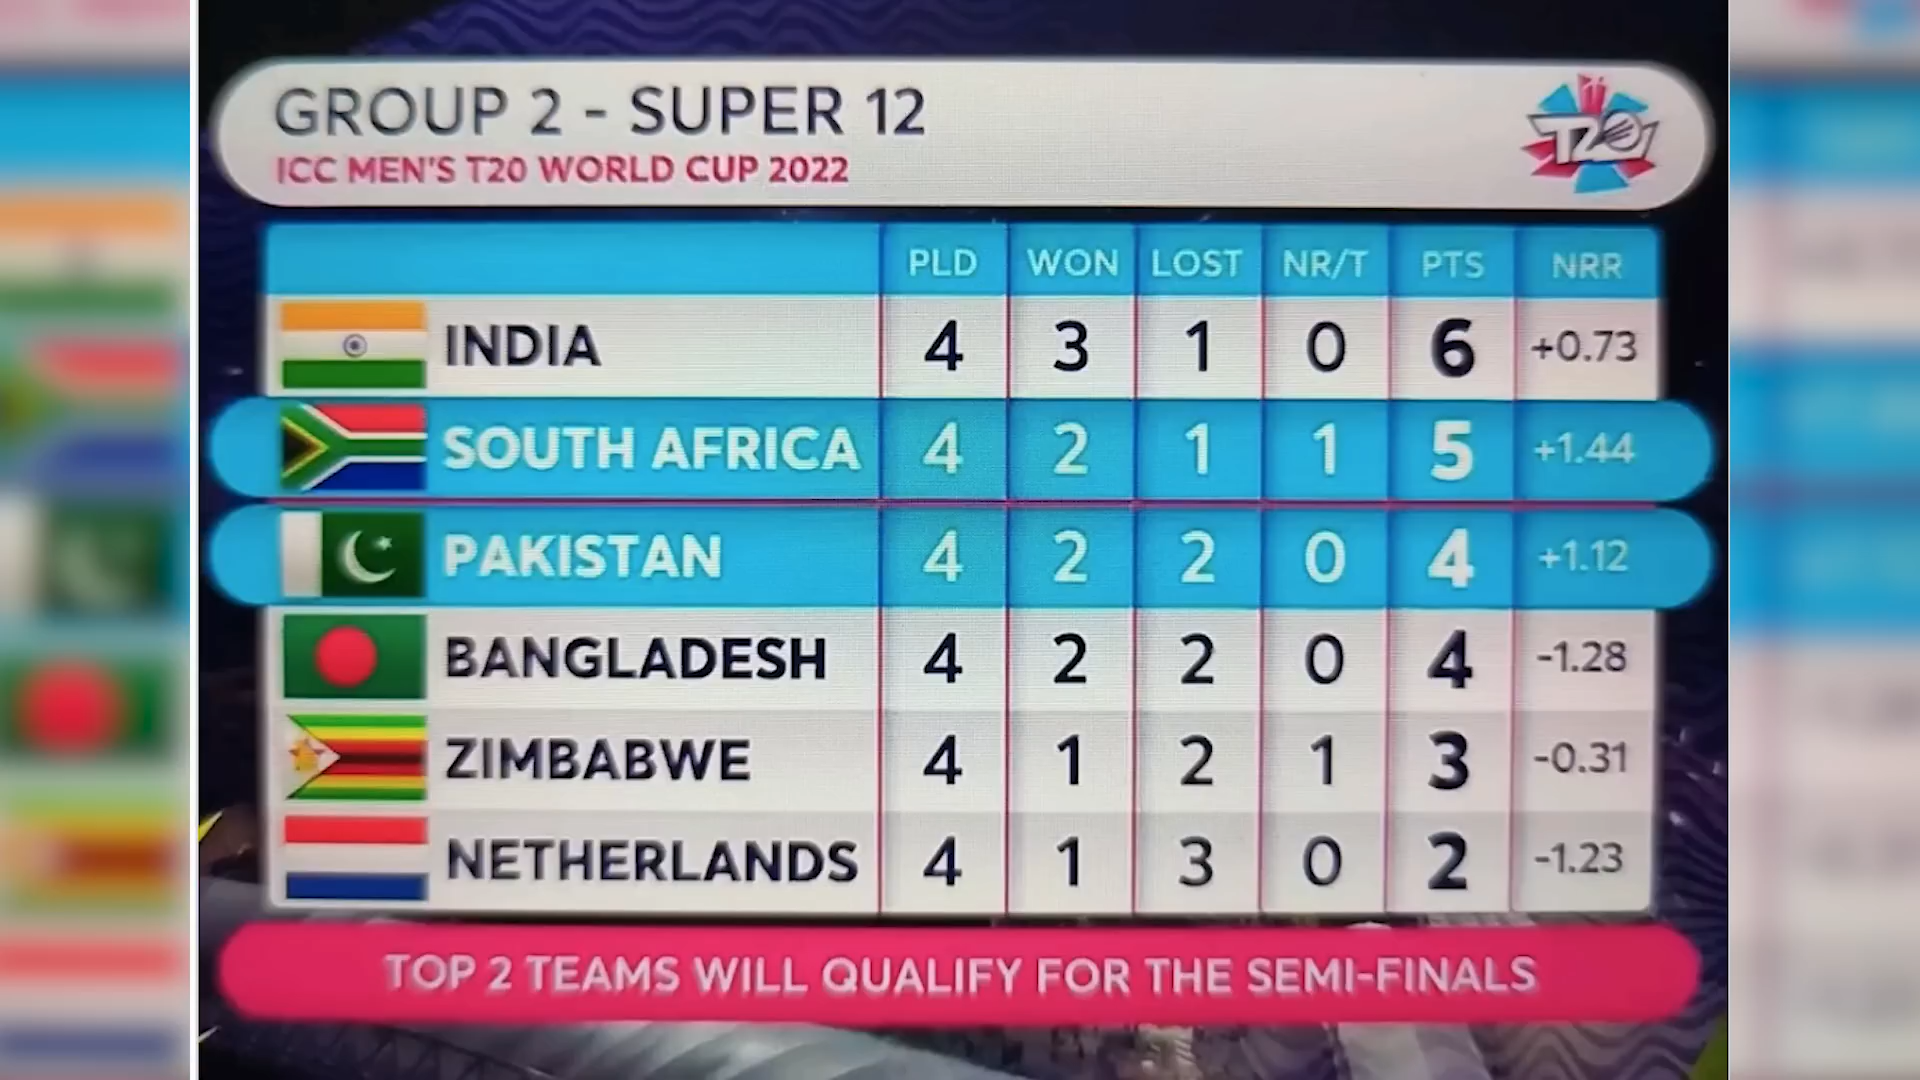 GROUP 2 - SUPER 12
ICC MEN'S T20 WORLD CUP 2022
T20
PLD WON LOST NR/T PTS NRR
INDIA 4 3 1 0 6 +0.73
SOUTH AFRICA 4 2 1 1 5 +1.44
PAKISTAN 4 2 2 0 4 +1.12
BANGLADESH 4 2 2 0 4 -1.28
ZIMBABWE 4 1 2 1 3 -0.31
NETHERLANDS 4 1 3 0 2 -1.23
TOP 2 TEAMS WILL QUALIFY FOR THE SEMI-FINALS